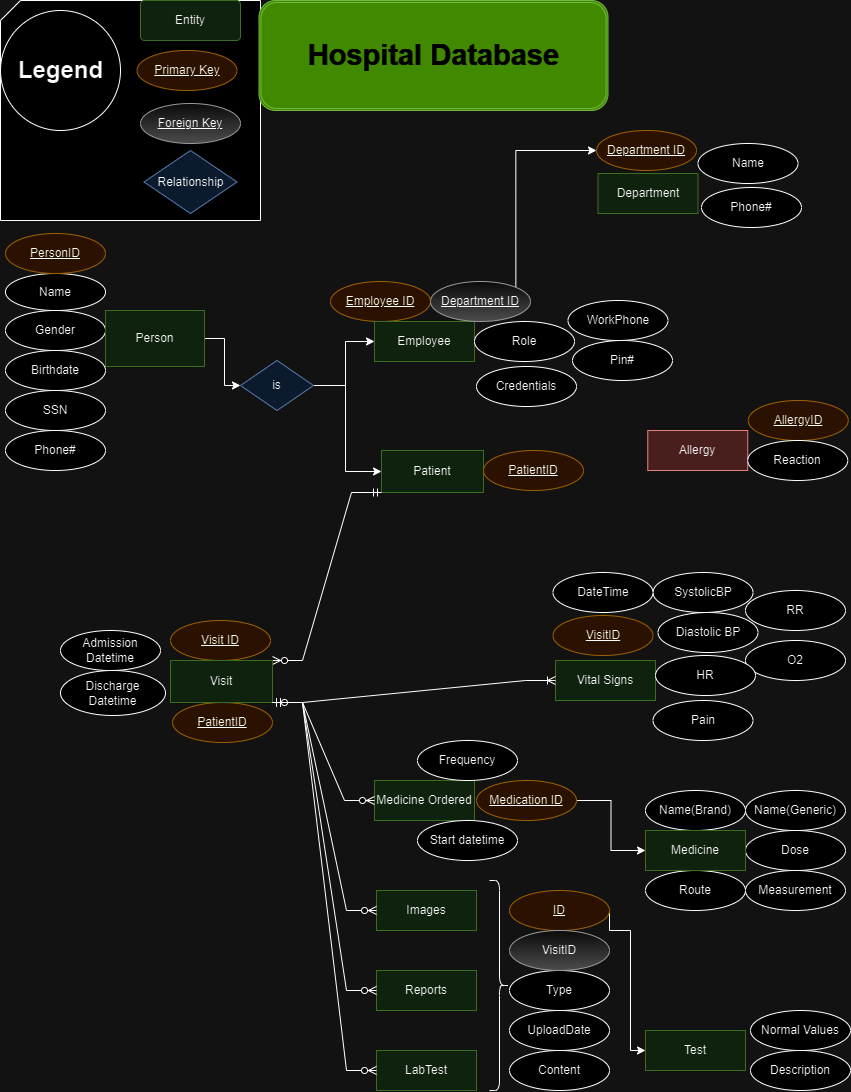 Legend
Entity
Primary Key
Foreign Key
Relationship
Hospital Database
Department ID
Name
Department
Phone#
PersonID
Name
Gender
Person
Birthdate
SSN
Phone#
is
Employee ID
Department ID
WorkPhone
Employee
Role
Pin#
Credentials
Patient
PatientID
AllergyID
Allergy
Reaction
DateTime
SystolicBP
RR
VisitID
Diastolic BP
O2
Vital Signs
HR
Pain
Visit ID
Admission
Datetime
Visit
Discharge
Datetime
PatientID
Frequency
Medicine Ordered
Medication ID
Start datetime
Name(Brand)
Name(Generic)
Medicine
Dose
Route
Measurement
Images
Reports
LabTest
ID
VisitID
Type
UploadDate
Content
Test
Normal Values
Description